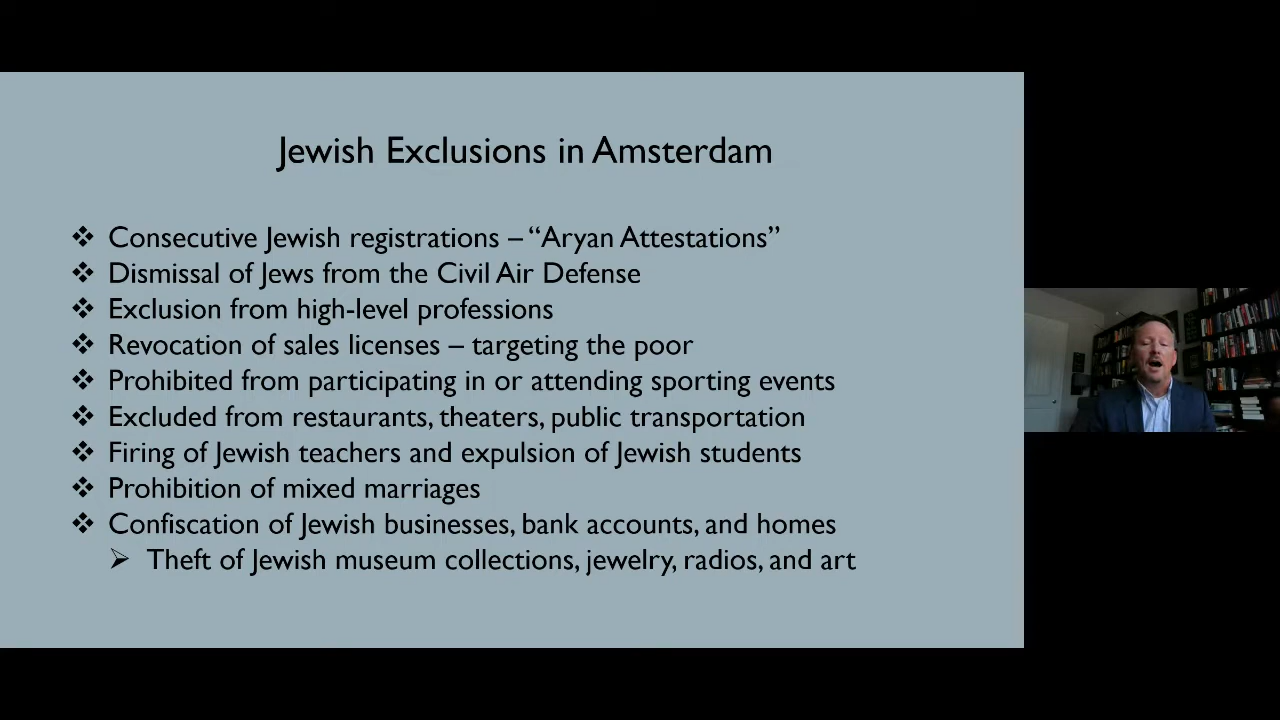 Jewish Exclusions in Amsterdam
❖ Consecutive Jewish registrations – “Aryan Attestations”
❖ Dismissal of Jews from the Civil Air Defense
❖ Exclusion from high-level professions
❖ Revocation of sales licenses – targeting the poor
❖ Prohibited from participating in or attending sporting events
❖ Excluded from restaurants, theaters, public transportation
❖ Firing of Jewish teachers and expulsion of Jewish students
❖ Prohibition of mixed marriages
❖ Confiscation of Jewish businesses, bank accounts, and homes
➢ Theft of Jewish museum collections, jewelry, radios, and art